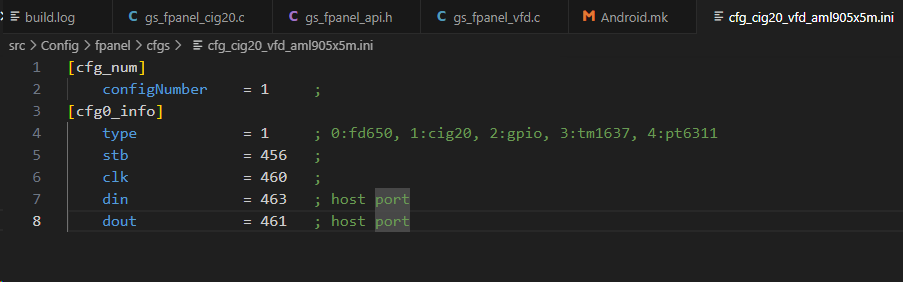 build.log gs_fpanel_cig20.c C gs_fpanel_api.h C gs_fpanel_vfd.c M Android.mk cfg_cig20_vfd_aml905x5m.ini
src > Config > fpanel > cfgs > cfg_cig20_vfd_aml905x5m.ini
1 [cfg_num]
2 configNumber = 1 ;
3 [cfg0_info]
4 type = 1 ; 0:fd650, 1:cig20, 2:gpio, 3:tm1637, 4:pt6311
5 stb = 456 ;
6 clk = 460 ;
7 din = 463 ; host port
8 dout = 461 ; host port